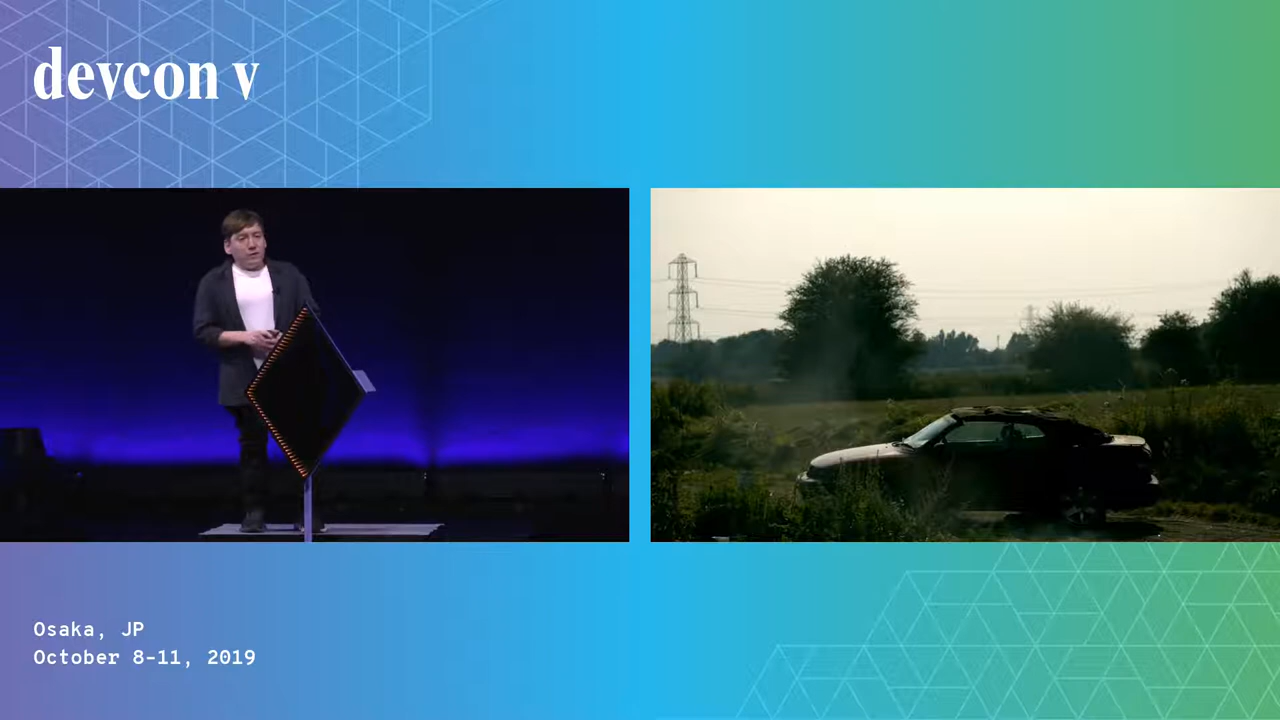 devcon v
Osaka, JP
October 8-11, 2019